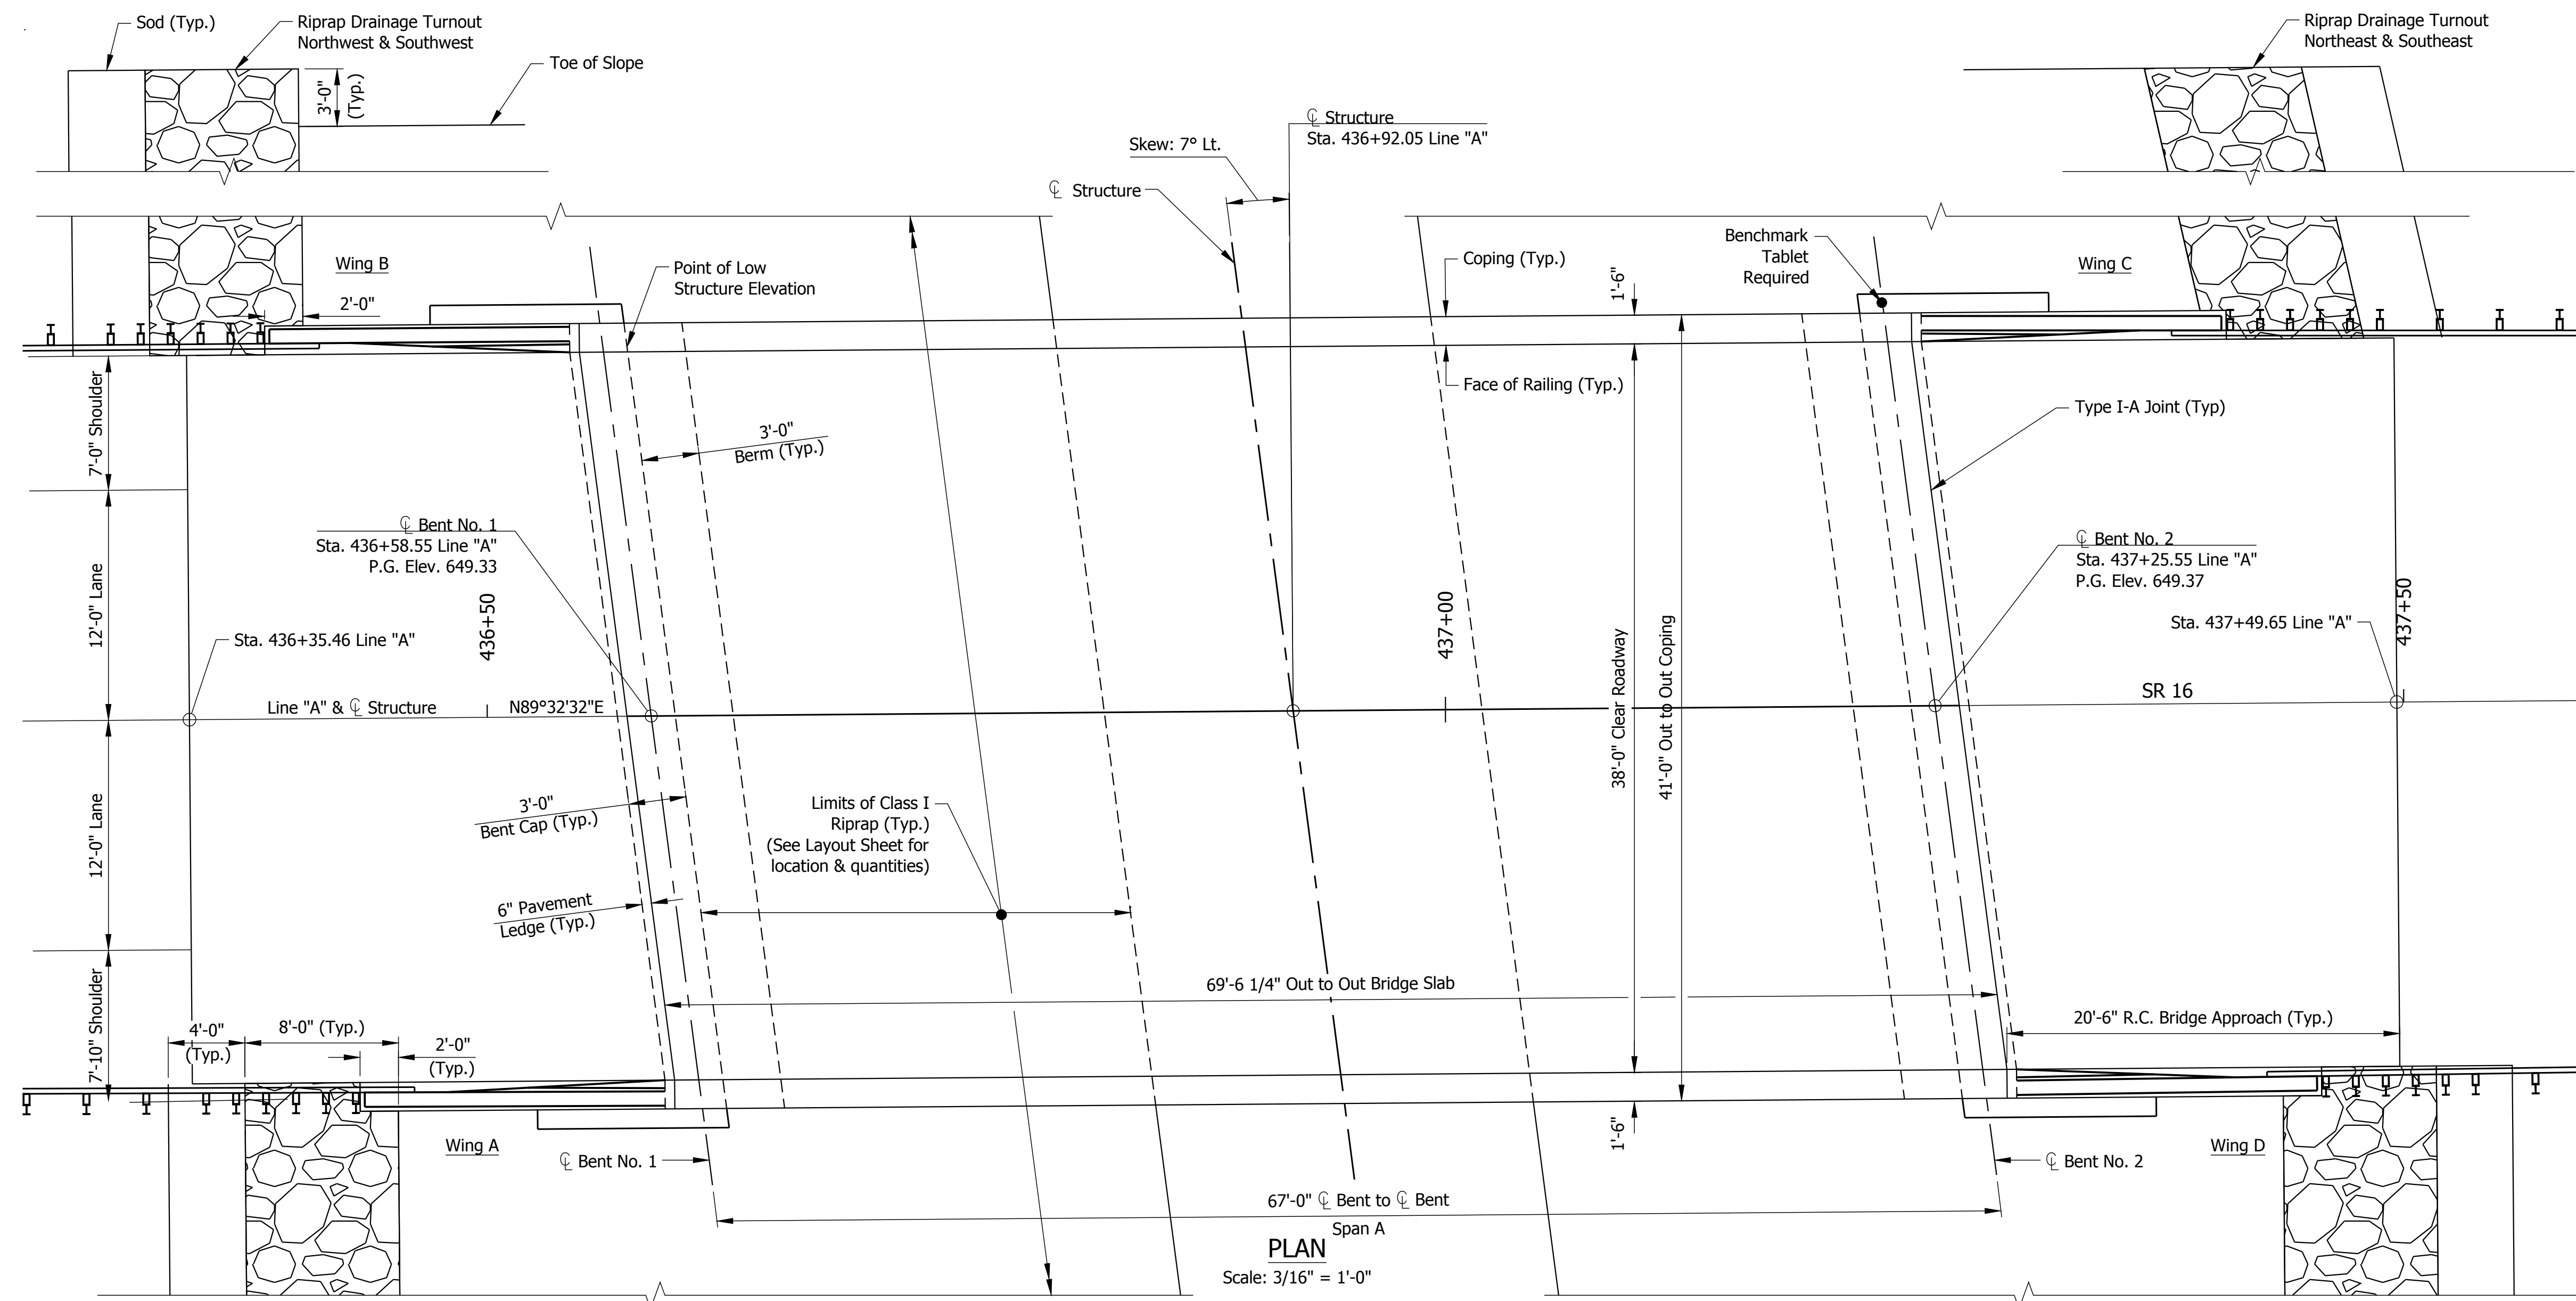 Sod (Typ.)
Riprap Drainage Turnout
Northwest & Southwest
Toe of Slope
3'-0"
(Typ.)
Riprap Drainage Turnout
Northeast & Southeast
℄ Structure
Sta. 436+92.05 Line "A"
Skew: 7° Lt.
℄ Structure
Wing B
2'-0"
Point of Low
Structure Elevation
Coping (Typ.)
1'-6"
Benchmark
Tablet
Required
Wing C
Face of Railing (Typ.)
Type I-A Joint (Typ)
7'-0" Shoulder
3'-0"
Berm (Typ.)
℄ Bent No. 1
Sta. 436+58.55 Line "A"
P.G. Elev. 649.33
℄ Bent No. 2
Sta. 437+25.55 Line "A"
P.G. Elev. 649.37
12'-0" Lane
Sta. 436+35.46 Line "A"
436+50
437+00
38'-0" Clear Roadway
41'-0" Out to Out Coping
Sta. 437+49.65 Line "A"
437+50
Line "A" & ℄ Structure
N89°32'32"E
SR 16
12'-0" Lane
3'-0"
Bent Cap (Typ.)
Limits of Class I
Riprap (Typ.)
(See Layout Sheet for
location & quantities)
6" Pavement
Ledge (Typ.)
69'-6 1/4" Out to Out Bridge Slab
7'-10" Shoulder
4'-0"
(Typ.)
8'-0" (Typ.)
2'-0"
(Typ.)
20'-6" R.C. Bridge Approach (Typ.)
Wing A
℄ Bent No. 1
1'-6"
℄ Bent No. 2
Wing D
67'-0" ℄ Bent to ℄ Bent
Span A
PLAN
Scale: 3/16" = 1'-0"